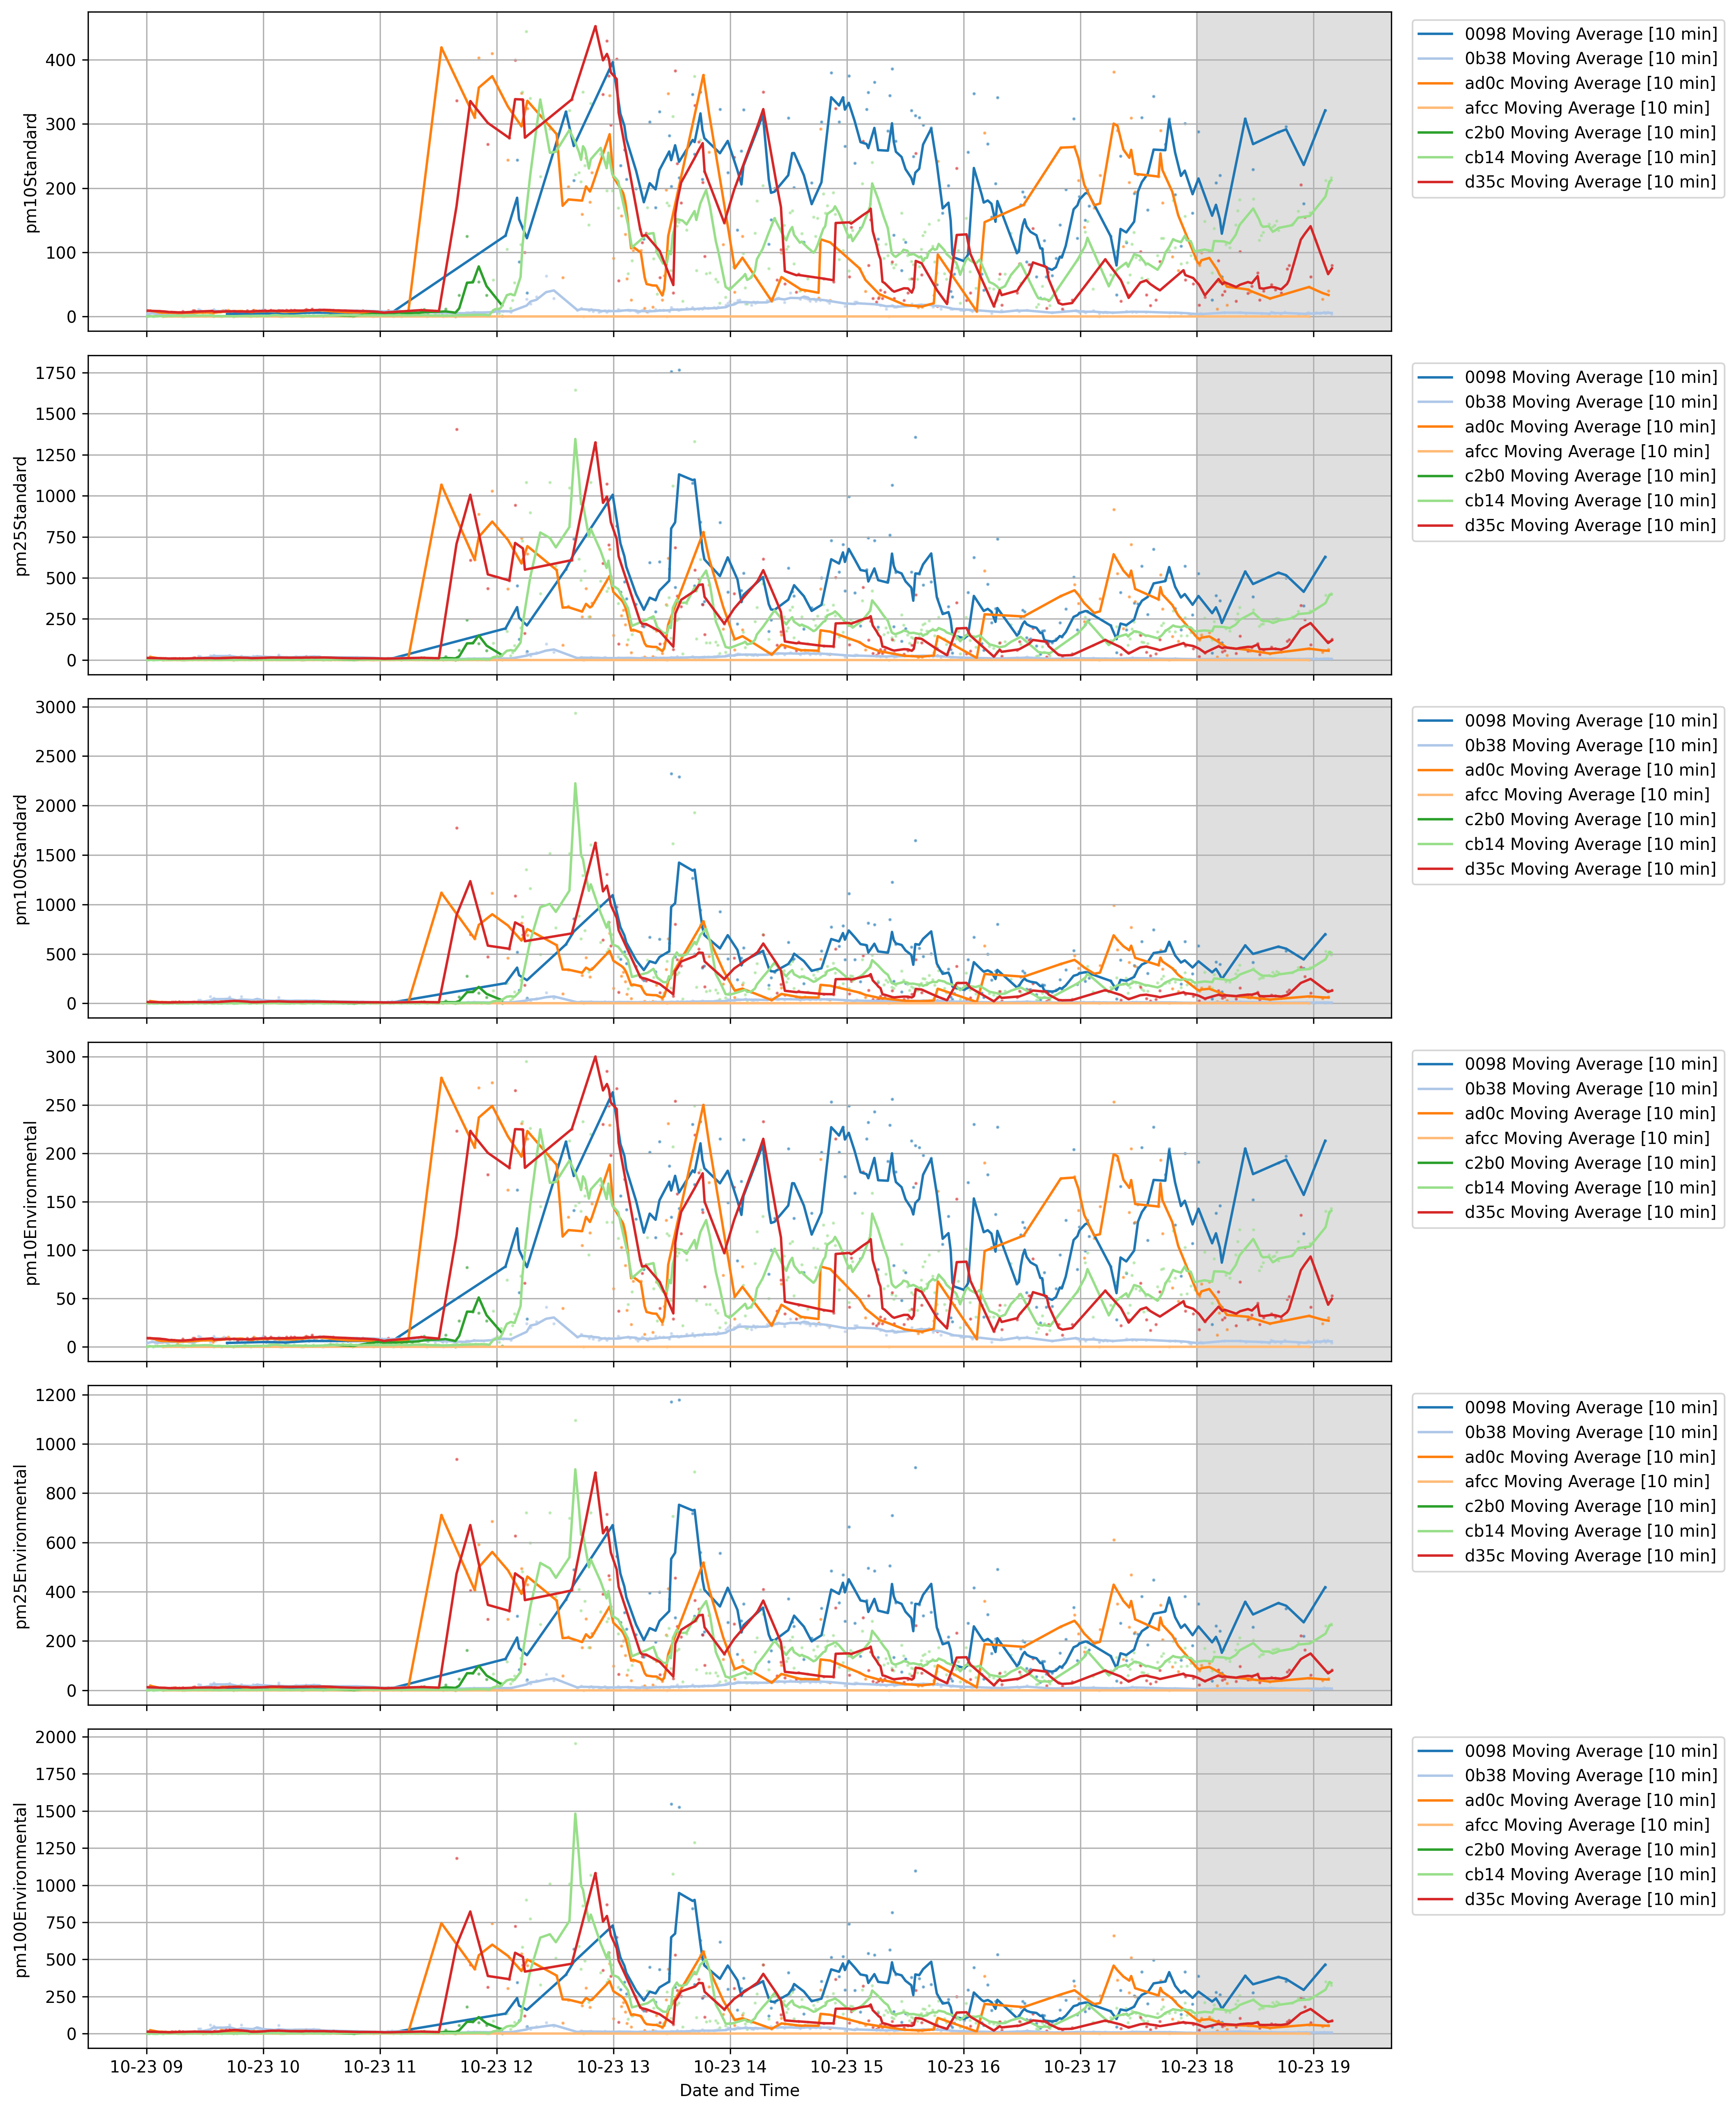 400
300
200
100
0
pm10Standard
0098 Moving Average [10 min]
0b38 Moving Average [10 min]
ad0c Moving Average [10 min]
afcc Moving Average [10 min]
c2b0 Moving Average [10 min]
cb14 Moving Average [10 min]
d35c Moving Average [10 min]
1750
1500
1250
1000
750
500
250
0
pm25Standard
0098 Moving Average [10 min]
0b38 Moving Average [10 min]
ad0c Moving Average [10 min]
afcc Moving Average [10 min]
c2b0 Moving Average [10 min]
cb14 Moving Average [10 min]
d35c Moving Average [10 min]
3000
2500
2000
1500
1000
500
0
pm100Standard
0098 Moving Average [10 min]
0b38 Moving Average [10 min]
ad0c Moving Average [10 min]
afcc Moving Average [10 min]
c2b0 Moving Average [10 min]
cb14 Moving Average [10 min]
d35c Moving Average [10 min]
300
250
200
150
100
50
0
pm10Environmental
0098 Moving Average [10 min]
0b38 Moving Average [10 min]
ad0c Moving Average [10 min]
afcc Moving Average [10 min]
c2b0 Moving Average [10 min]
cb14 Moving Average [10 min]
d35c Moving Average [10 min]
1200
1000
800
600
400
200
0
pm25Environmental
0098 Moving Average [10 min]
0b38 Moving Average [10 min]
ad0c Moving Average [10 min]
afcc Moving Average [10 min]
c2b0 Moving Average [10 min]
cb14 Moving Average [10 min]
d35c Moving Average [10 min]
2000
1750
1500
1250
1000
750
500
250
0
pm100Environmental
0098 Moving Average [10 min]
0b38 Moving Average [10 min]
ad0c Moving Average [10 min]
afcc Moving Average [10 min]
c2b0 Moving Average [10 min]
cb14 Moving Average [10 min]
d35c Moving Average [10 min]
10-23 09 10-23 10 10-23 11 10-23 12 10-23 13 10-23 14 10-23 15 10-23 16 10-23 17 10-23 18 10-23 19
Date and Time